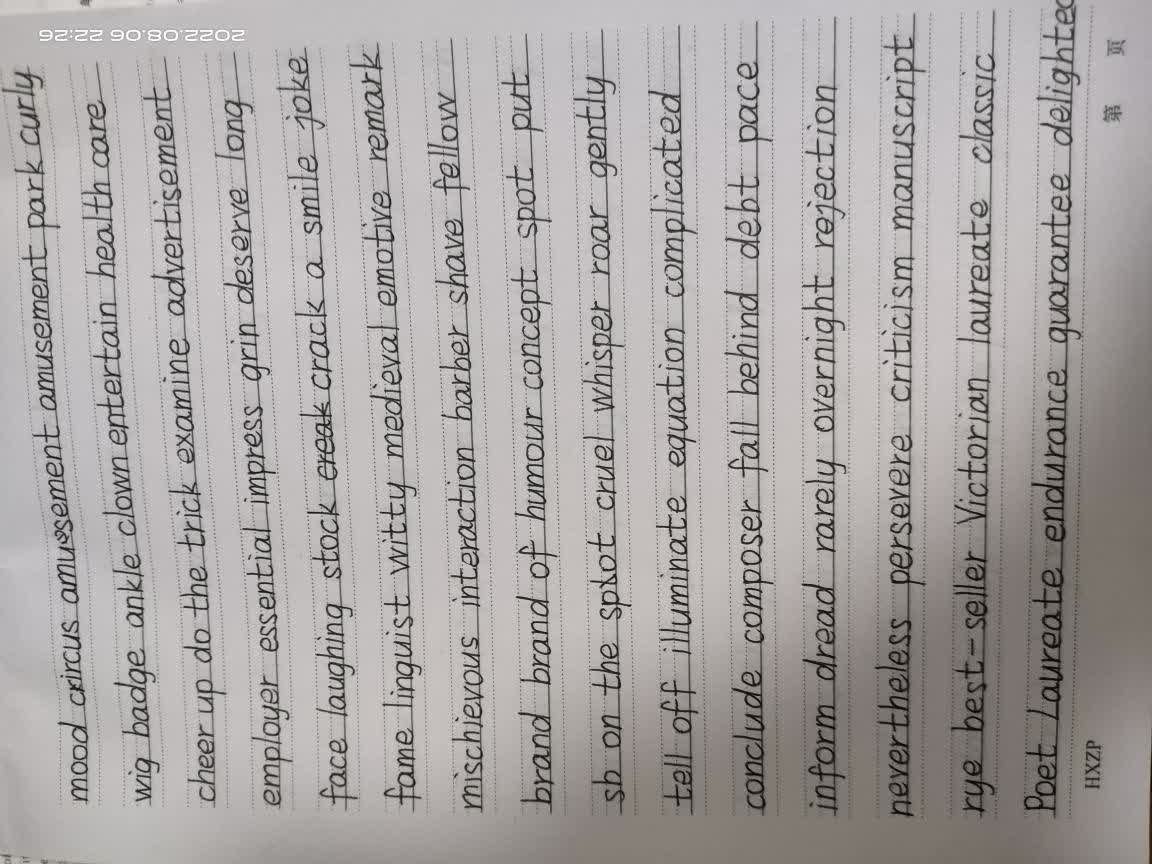 2022.08.06 22:26
mood circus amusement amusement park curly
wig badge ankle clown entertain health care
cheer up do the trick examine advertisement
employer essential impress grin deserve long
face laughing stock creak crack a smile joke
fame linguist witty medieval emotive remark
mischievous interaction barber shave fellow
brand brand of humour concept spot put
sb on the spot cruel whisper roar gently
tell off illuminate equation complicated
conclude composer fall behind debt pace
inform dread rarely overnight rejection
nevertheless persevere criticism manuscript
rye best-seller Victorian laureate classic
Poet Laureate endurance guarantee delighted
HXZP
第 页